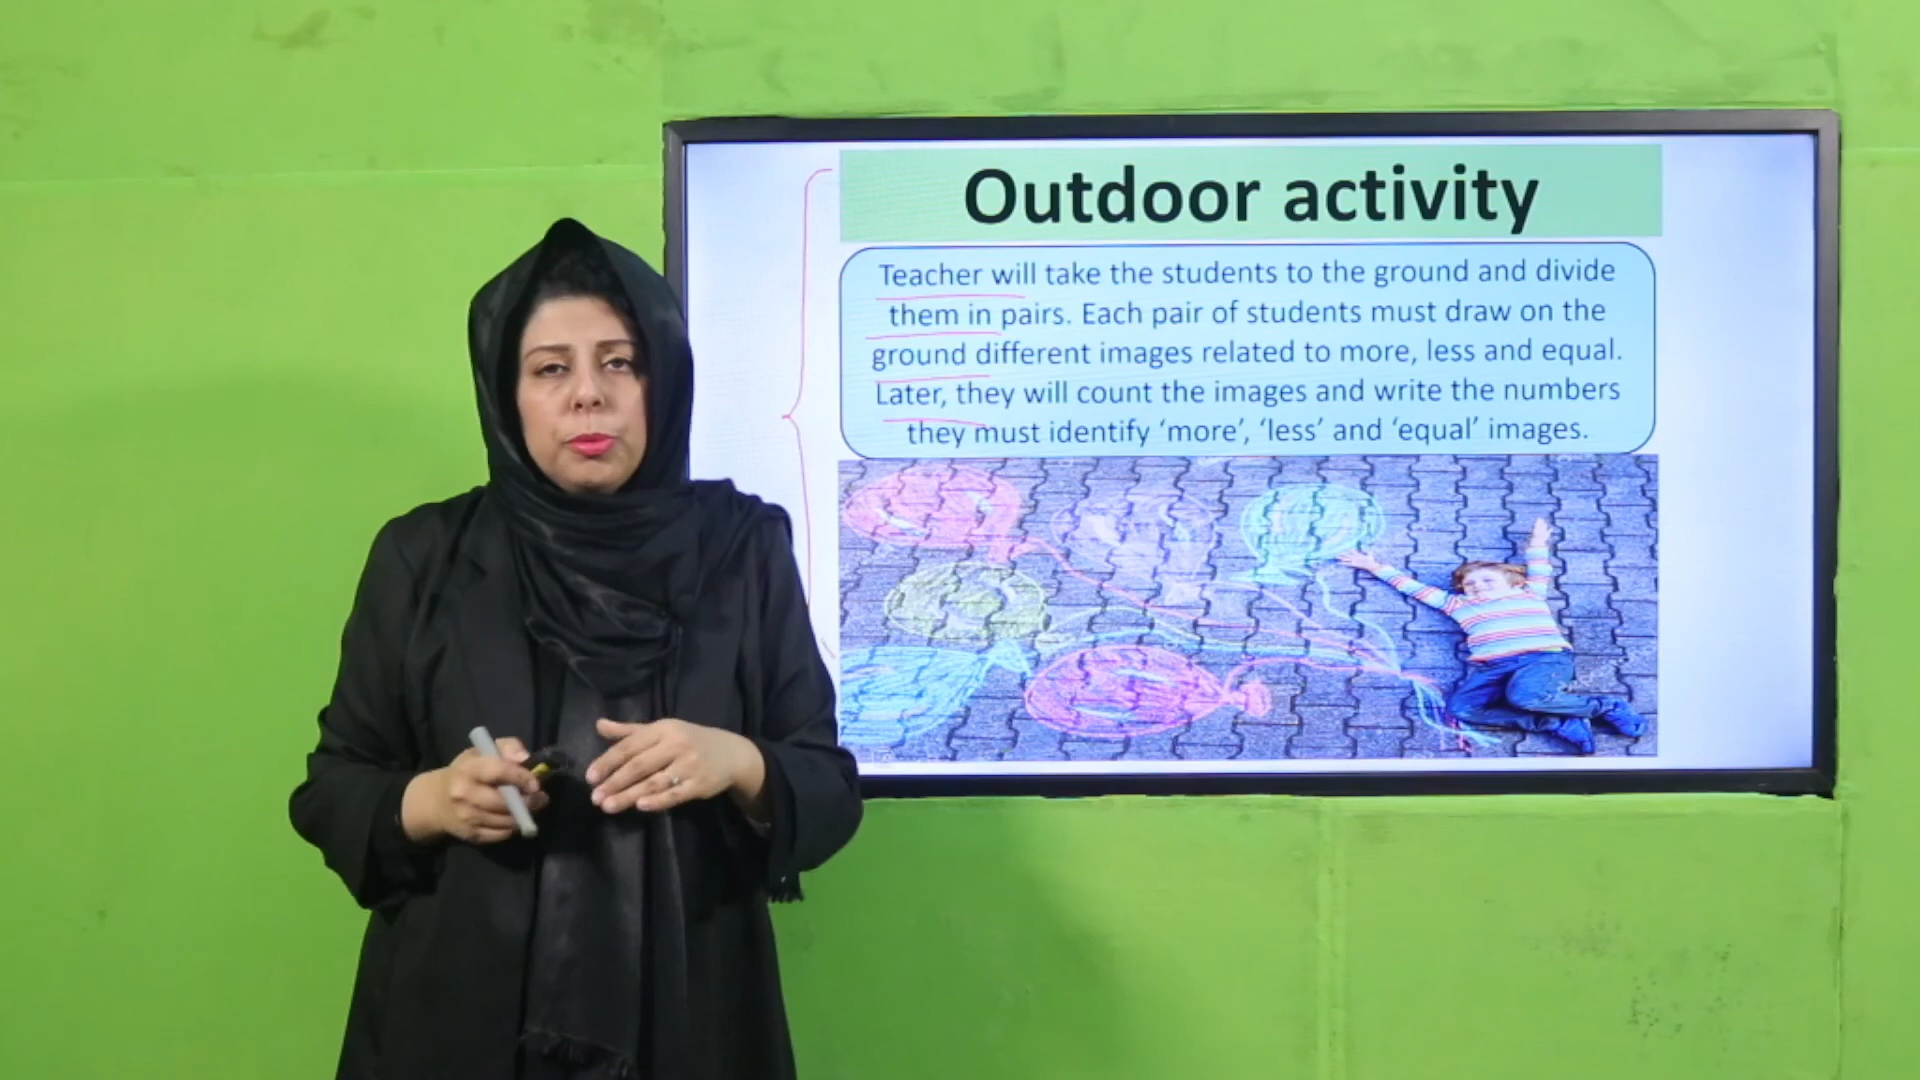 Outdoor activity
Teacher will take the students to the ground and divide
them in pairs. Each pair of students must draw on the
ground different images related to more, less and equal.
Later, they will count the images and write the numbers
they must identify ‘more’, ‘less’ and ‘equal’ images.